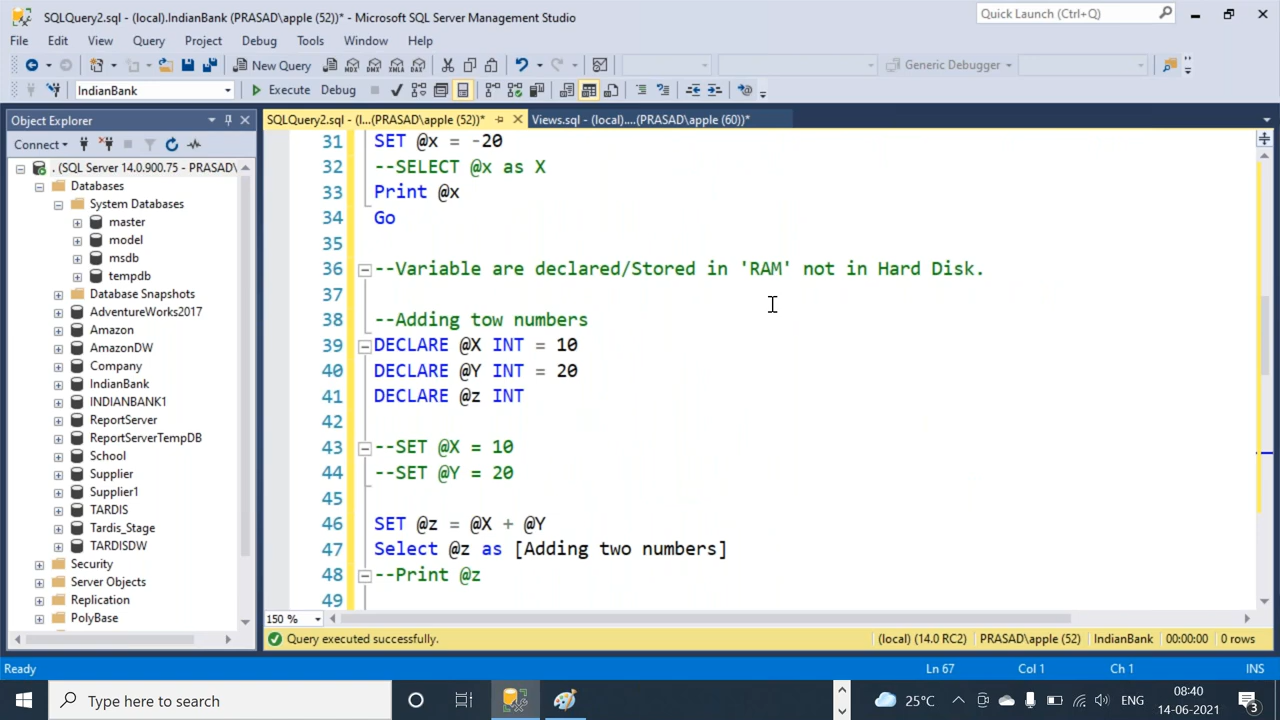 SQLQuery2.sql - (local).IndianBank (PRASAD\apple (52))* - Microsoft SQL Server Management Studio
Quick Launch (Ctrl+Q)
File Edit View Query Project Debug Tools Window Help
New Query MDX DMX XMLA DAX
Generic Debugger
IndianBank
Execute Debug
Object Explorer
SQLQuery2.sql - (l...(PRASAD\apple (52))*
Views.sql - (local)....(PRASAD\apple (60))*
Connect
. (SQL Server 14.0.900.75 - PRASAD\
Databases
System Databases
master
model
msdb
tempdb
Database Snapshots
AdventureWorks2017
Amazon
AmazonDW
Company
IndianBank
INDIANBANK1
ReportServer
ReportServerTempDB
School
Supplier
Supplier1
TARDIS
Tardis_Stage
TARDISDW
Security
Server Objects
Replication
PolyBase
31 SET @x = -20
32 --SELECT @x as X
33 Print @x
34 Go
35
36 --Variable are declared/Stored in 'RAM' not in Hard Disk.
37
38 --Adding tow numbers
39 DECLARE @X INT = 10
40 DECLARE @Y INT = 20
41 DECLARE @z INT
42
43 --SET @X = 10
44 --SET @Y = 20
45
46 SET @z = @X + @Y
47 Select @z as [Adding two numbers]
48 --Print @z
49
150 %
Query executed successfully.
(local) (14.0 RC2) PRASAD\apple (52) IndianBank 00:00:00 0 rows
Ready
Ln 67 Col 1 Ch 1 INS
Type here to search
25°C
ENG
08:40
14-06-2021
3